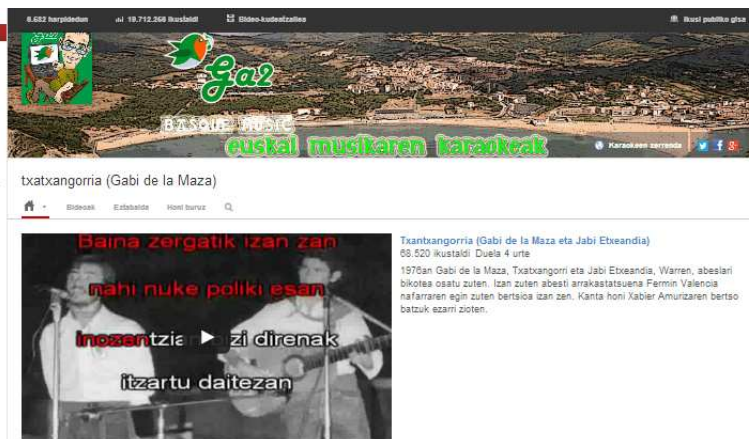 8.682 harpidedun 19.712.268 ikustaldi Bideo-kudeatzailea Ikusi publiko gisa
Ga2
BASQUE MUSIC
euskal musikaren karaokeak
Karaokeen zerrenda
txatxangorria (Gabi de la Maza)
Bideoak Eztabaida Honi buruz
Baina zergatik izan zan
nahi nuke poliki esan
inozentzian bizi direnak
itzartu daitezan
Txantxangorria (Gabi de la Maza eta Jabi Etxeandia)
68.520 ikustaldi Duela 4 urte
1976an Gabi de la Maza, Txatxangorri eta Jabi Etxeandia, Warren, abeslari
bikotea osatu zuten. Izan zuten abesti arrakastatsuena Fermin Valencia
nafarraren egin zuten bertsioa izan zen. Kanta honi Xabier Amurizaren bertso
batzuk ezarri zioten.